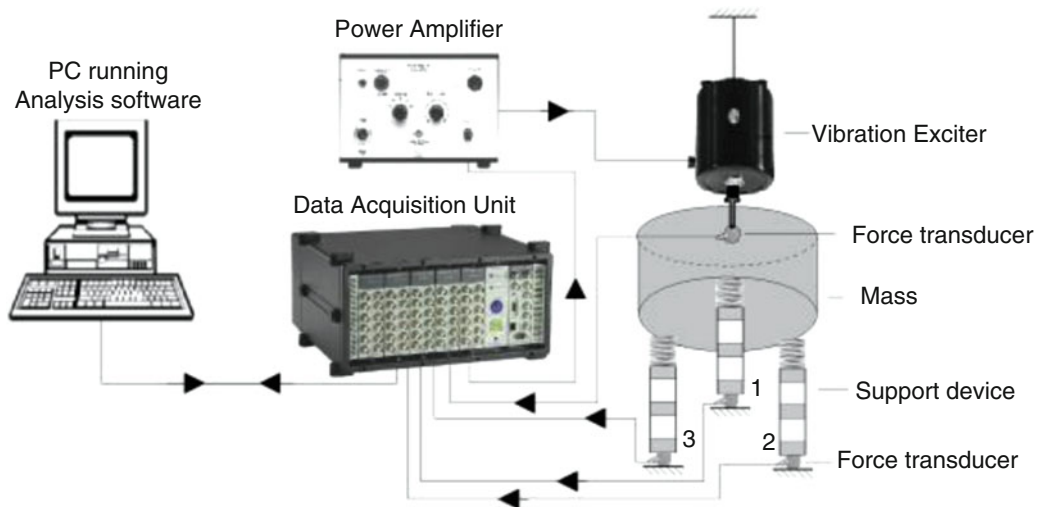 Power Amplifier
PC running
Analysis software
Vibration Exciter
Data Acquisition Unit
Force transducer
Mass
Support device
1
3
2
Force transducer